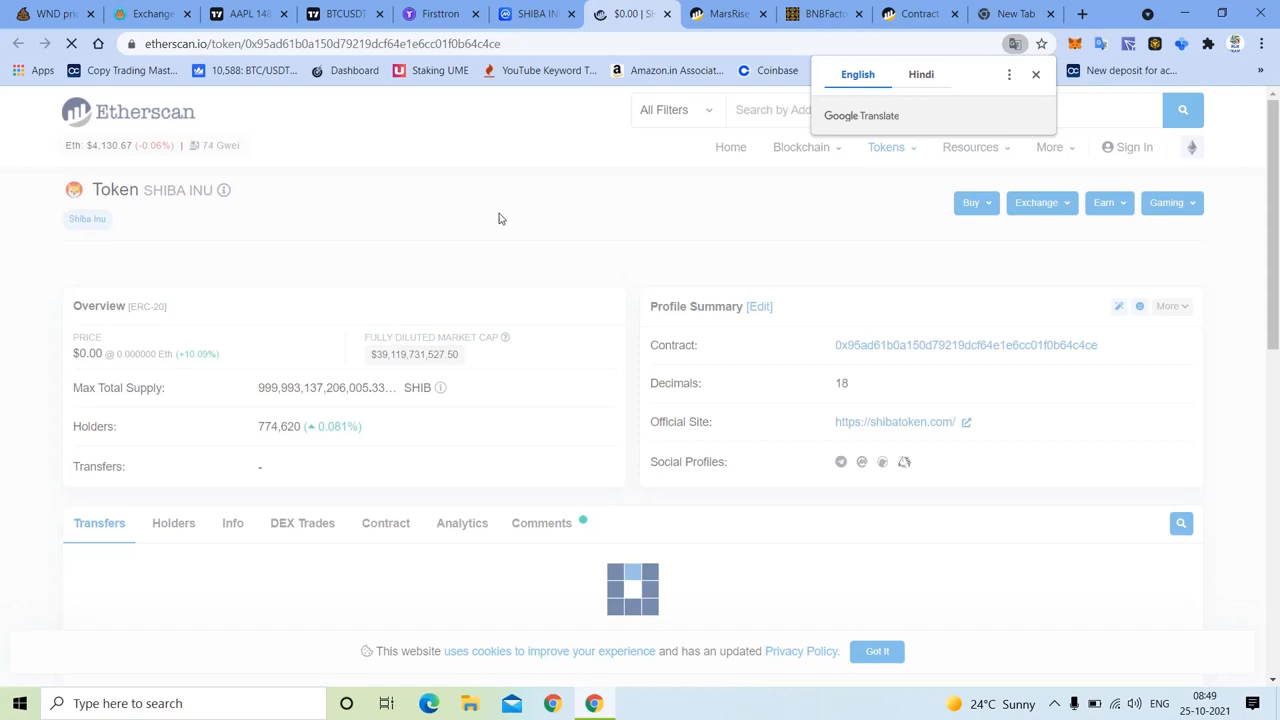 Firestorn
TWTUSDT
AAPL 148
BTCUSDT
SHIBA IN
$0.00 | S
MarsRise
BNBFacto
Contract
New Tab
etherscan.io/token/0x95ad61b0a150d79219dcf64e1e6cc01f0b64c4ce
Apps
Copy Trading Mast...
10,588: BTC/USDT...
Dashboard
Staking UME
YouTube Keyword T...
Amazon.in Associat...
Coinbase
New deposit for ac...
English
Hindi
Google Translate
Etherscan
All Filters
Search by Add
Eth: $4,130.67 (-0.06%) | 74 Gwei
Home
Blockchain
Tokens
Resources
More
Sign In
Token SHIBA INU
Buy
Exchange
Earn
Gaming
Shiba Inu
Overview [ERC-20]
Profile Summary [Edit]
More
PRICE
FULLY DILUTED MARKET CAP
$0.00 @ 0.000000 Eth (+10.09%)
$39,119,731,527.50
Contract: 0x95ad61b0a150d79219dcf64e1e6cc01f0b64c4ce
Max Total Supply: 999,993,137,206,005.33... SHIB
Decimals: 18
Holders: 774,620 (0.081%)
Official Site: https://shibatoken.com/
Transfers: -
Social Profiles:
Transfers
Holders
Info
DEX Trades
Contract
Analytics
Comments
This website uses cookies to improve your experience and has an updated Privacy Policy.
Got It
Type here to search
24°C Sunny
ENG
08:49
25-10-2021